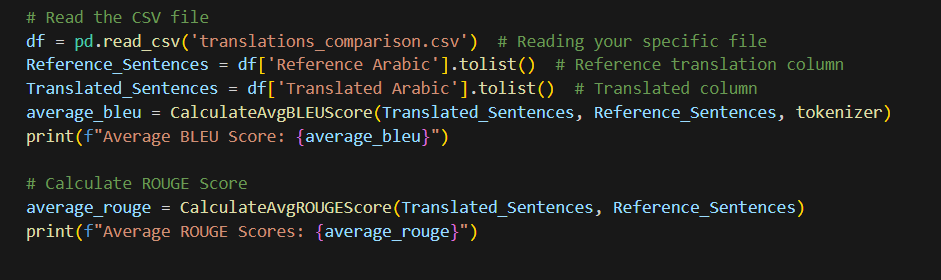 # Read the CSV file
df = pd.read_csv('translations_comparison.csv')  # Reading your specific file
Reference_Sentences = df['Reference Arabic'].tolist()  # Reference translation column
Translated_Sentences = df['Translated Arabic'].tolist()  # Translated column
average_bleu = CalculateAvgBLEUScore(Translated_Sentences, Reference_Sentences, tokenizer)
print(f"Average BLEU Score: {average_bleu}")

# Calculate ROUGE Score
average_rouge = CalculateAvgROUGEScore(Translated_Sentences, Reference_Sentences)
print(f"Average ROUGE Scores: {average_rouge}")